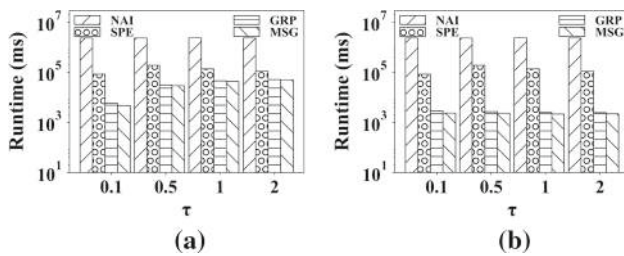 Runtime (ms)
10^7
10^5
10^3
10^1
NAI
SPE
GRP
MSG
0.1 0.5 1 2
τ
(a)
Runtime (ms)
10^7
10^5
10^3
10^1
NAI
SPE
GRP
MSG
0.1 0.5 1 2
τ
(b)